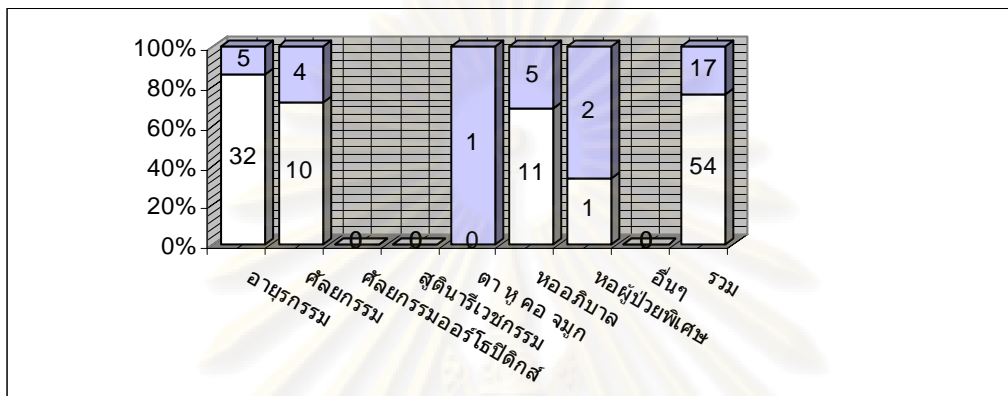 100%
80%
60%
40%
20%
0%
5
32
4
10
0
0
1
0
5
11
2
1
0
17
54
อายุรกรรม
ศัลยกรรม
ศัลยกรรมออร์โธปิดิกส์
สูตินารีเวชกรรม
ตา หู คอ จมูก
หออภิบาล
หอผู้ป่วยพิเศษ
อื่นๆ
รวม